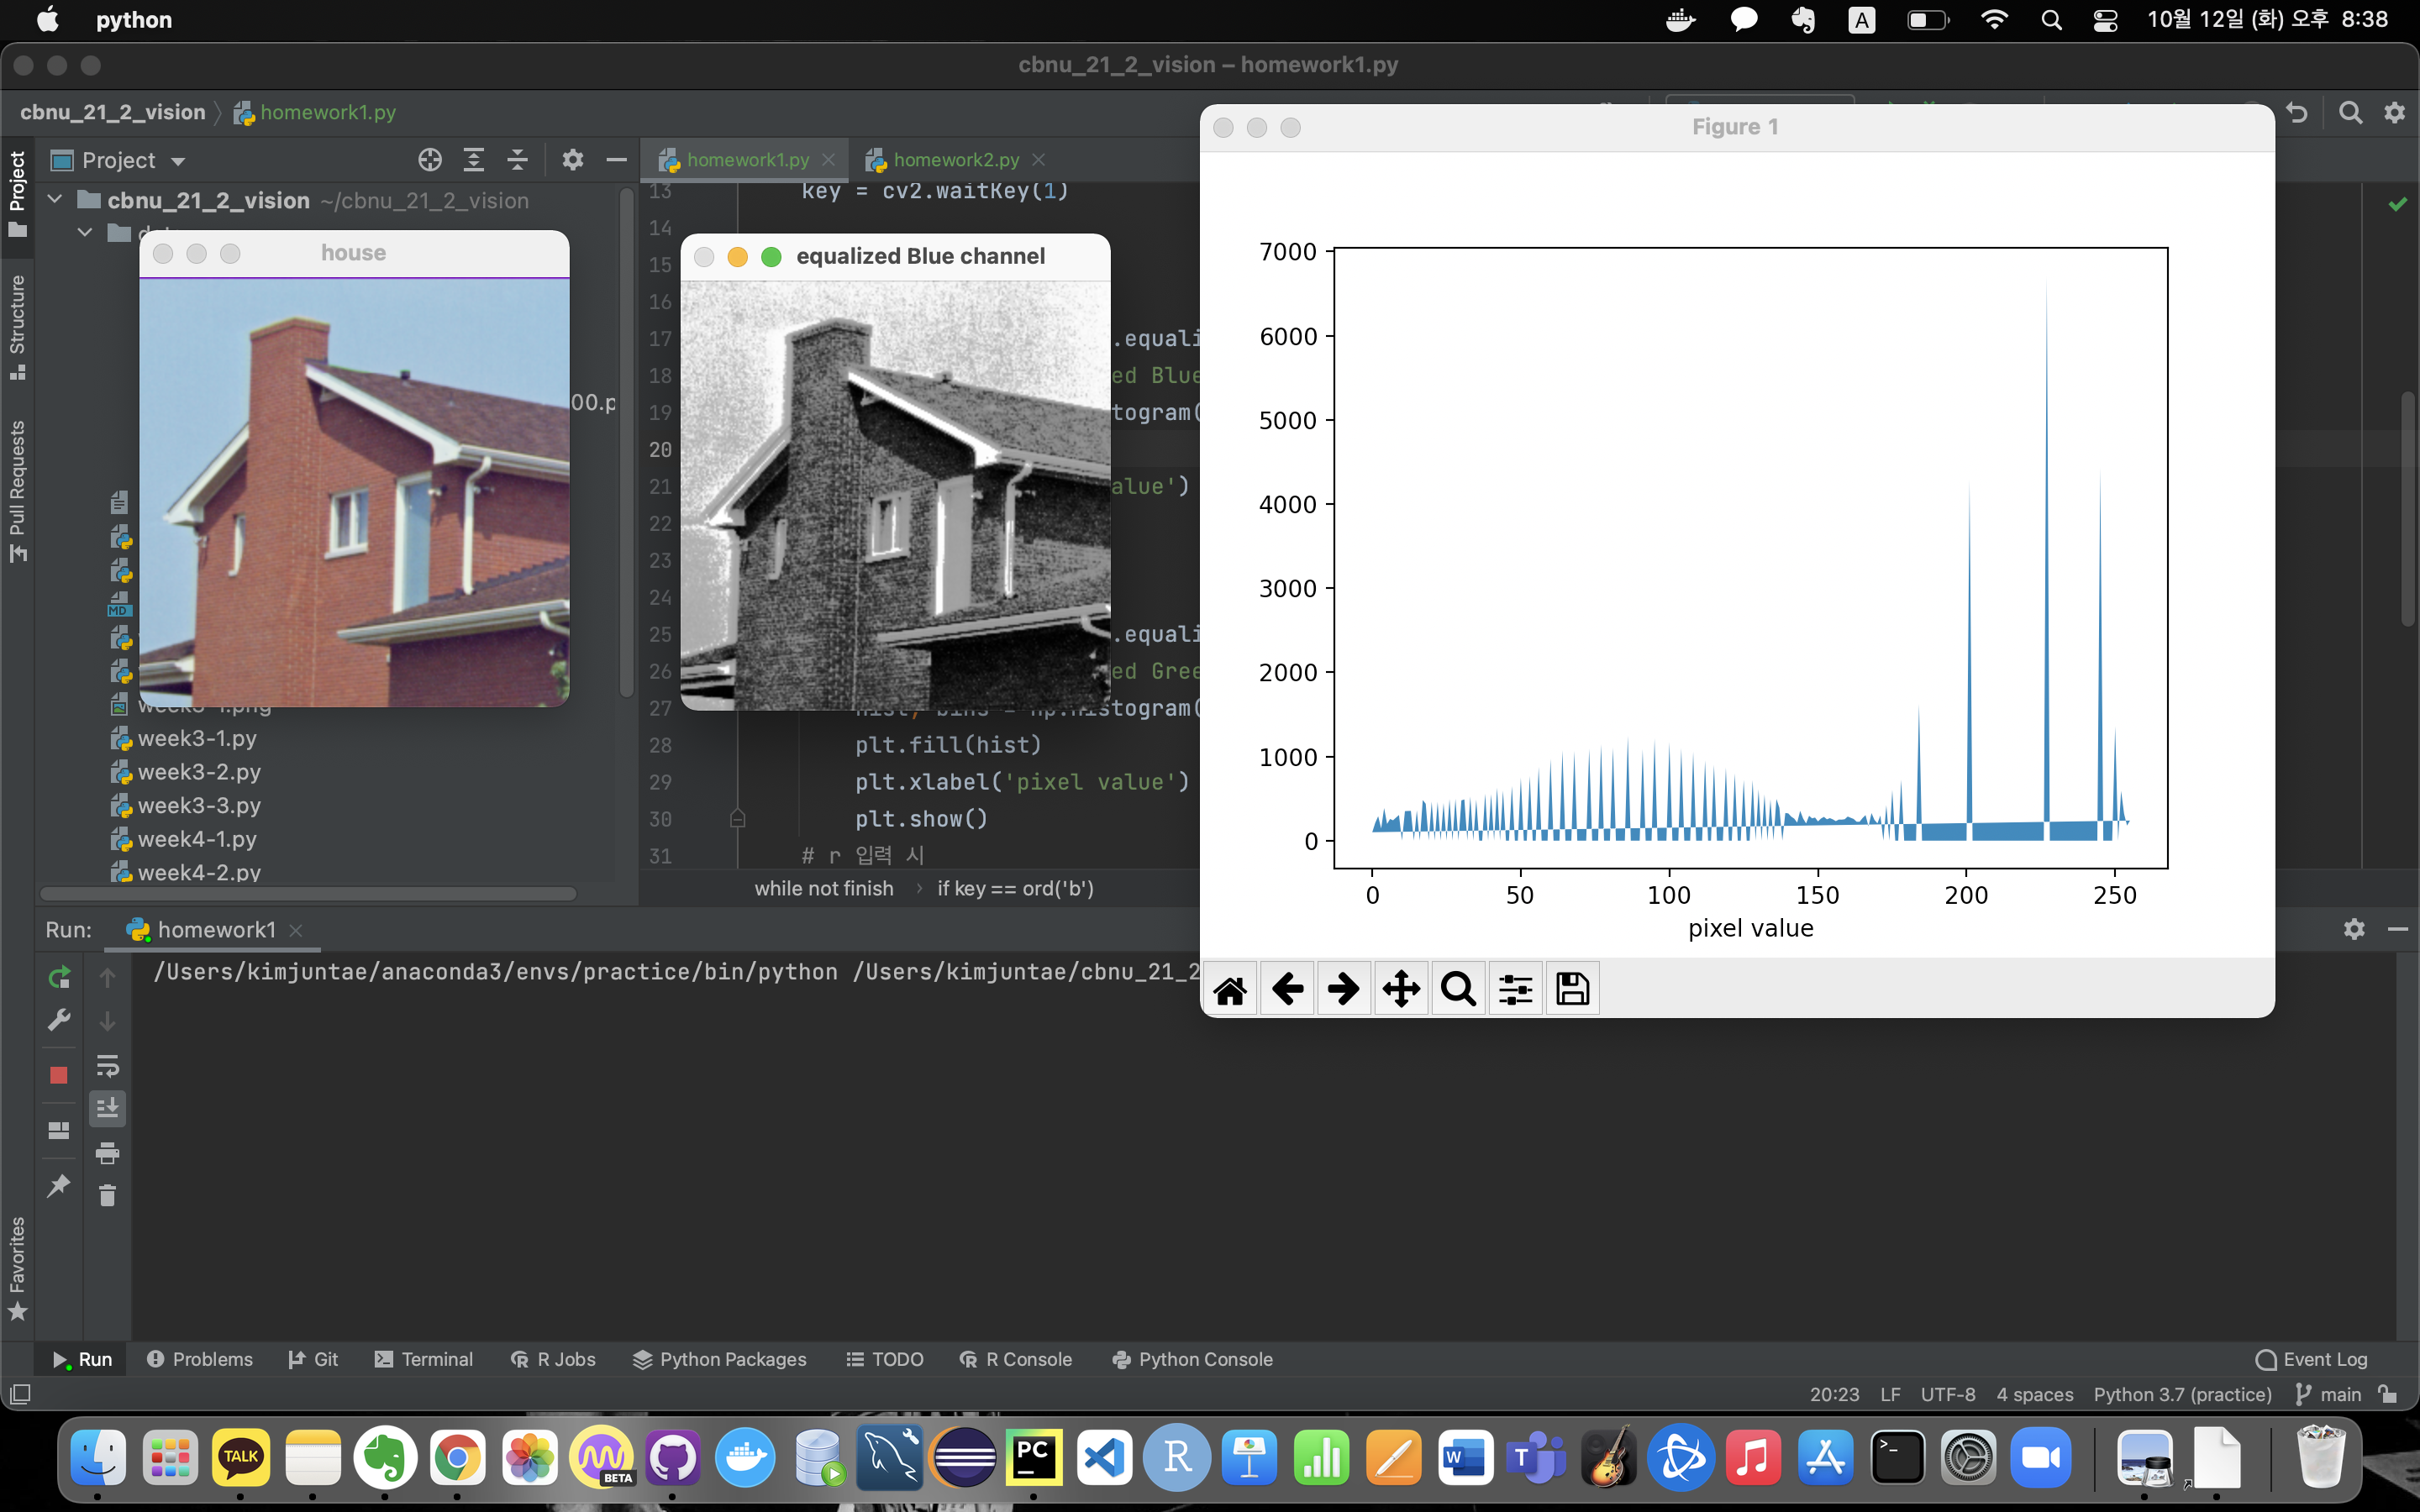 python
A
10월 12일 (화) 오후 8:38
cbnu_21_2_vision – homework1.py
cbnu_21_2_vision
homework1.py
Project
homework1.py
homework2.py
Project
Structure
Pull Requests
Favorites
cbnu_21_2_vision ~/cbnu_21_2_vision
00.p
MD
week3-1.py
week3-2.py
week3-3.py
week4-1.py
week4-2.py
house
equalized Blue channel
13 key = cv2.waitKey(1)
14
15
16
17 .equali
18 ed Blue
19 togram(
20
21 alue')
22
23
24
25 .equali
26 ed Gree
27 togram(
28 plt.fill(hist)
29 plt.xlabel('pixel value')
30 plt.show()
31 # r 입력 시
while not finish
if key == ord('b')
Figure 1
7000
6000
5000
4000
3000
2000
1000
0
0 50 100 150 200 250
pixel value
Run:
homework1
/Users/kimjuntae/anaconda3/envs/practice/bin/python /Users/kimjuntae/cbnu_21_2
Run
Problems
Git
Terminal
R Jobs
Python Packages
TODO
R Console
Python Console
Event Log
20:23 LF UTF-8 4 spaces Python 3.7 (practice) main
TALK
BETA
PC
R
W
T